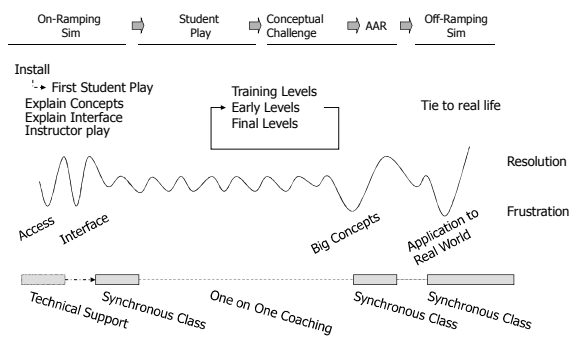 On-Ramping
Sim
Student
Play
Conceptual
Challenge
AAR
Off-Ramping
Sim
Install
First Student Play
Explain Concepts
Explain Interface
Instructor play
Training Levels
Early Levels
Final Levels
Tie to real life
Resolution
Frustration
Access
Interface
Big Concepts
Application to
Real World
Technical Support
Synchronous Class
One on One Coaching
Synchronous Class
Synchronous Class